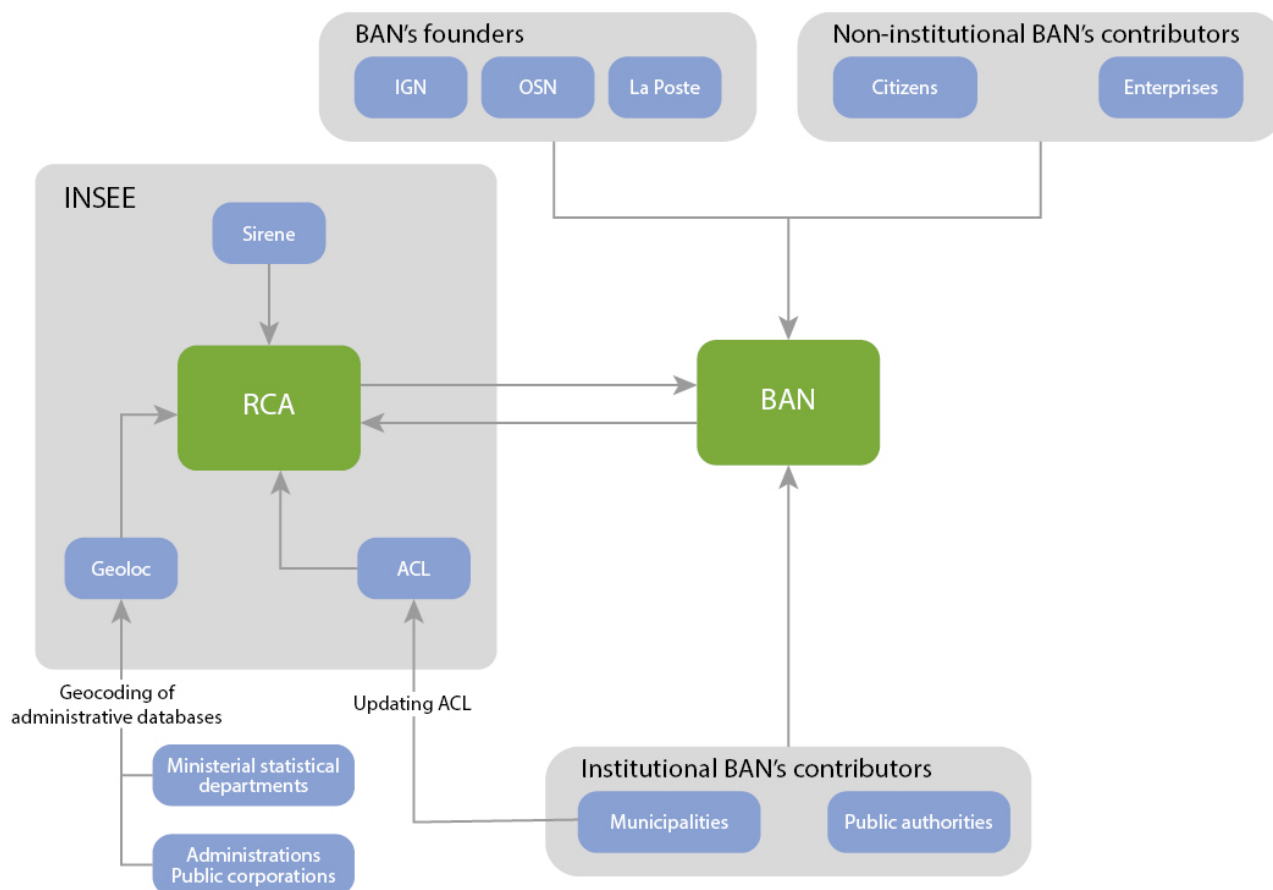 BAN's founders
IGN
OSN
La Poste
Non-institutional BAN's contributors
Citizens
Enterprises
INSEE
Sirene
RCA
BAN
Geoloc
ACL
Geocoding of
administrative databases
Updating ACL
Ministerial statistical
departments
Administrations
Public corporations
Institutional BAN's contributors
Municipalities
Public authorities